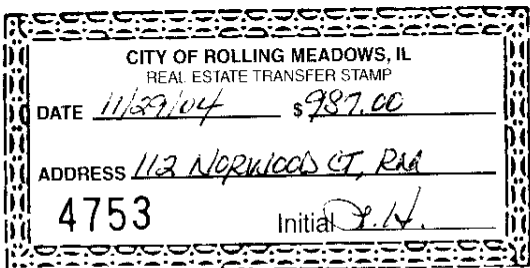 CITY OF ROLLING MEADOWS, IL
REAL ESTATE TRANSFER STAMP
DATE 11/29/04 $987.00
ADDRESS 112 NORWOOD CT,
4753 Initial